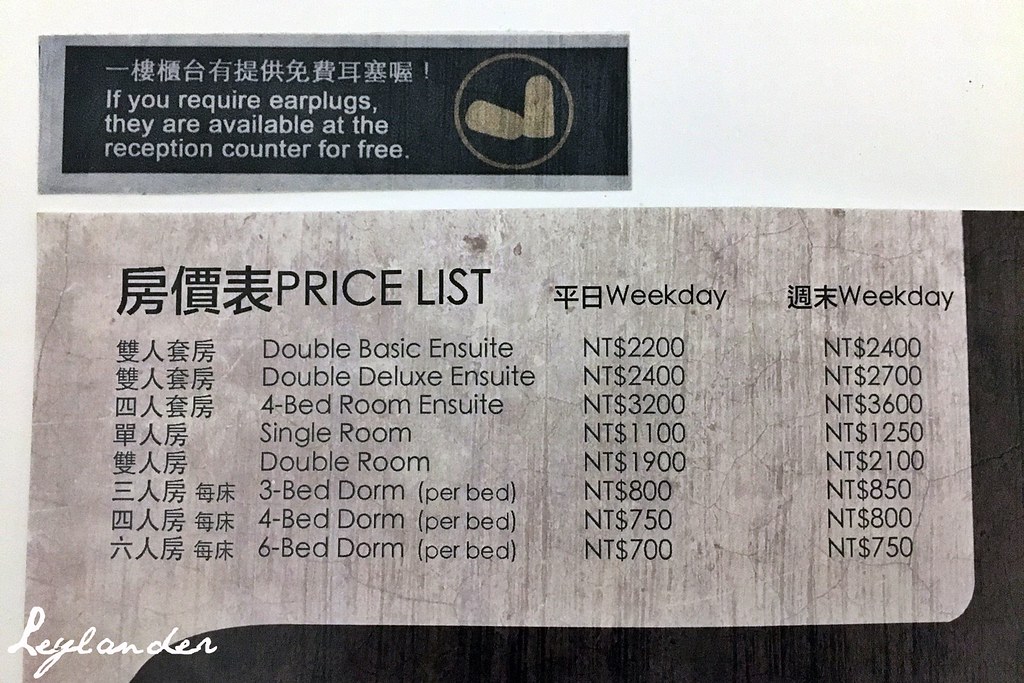 一樓櫃台有提供免費耳塞喔！
If you require earplugs,
they are available at the
reception counter for free.
房價表PRICE LIST 平日Weekday 週末Weekday
雙人套房 Double Basic Ensuite NT$2200 NT$2400
雙人套房 Double Deluxe Ensuite NT$2400 NT$2700
四人套房 4-Bed Room Ensuite NT$3200 NT$3600
單人房 Single Room NT$1100 NT$1250
雙人房 Double Room NT$1900 NT$2100
三人房 每床 3-Bed Dorm (per bed) NT$800 NT$850
四人房 每床 4-Bed Dorm (per bed) NT$750 NT$800
六人房 每床 6-Bed Dorm (per bed) NT$700 NT$750
Leylander